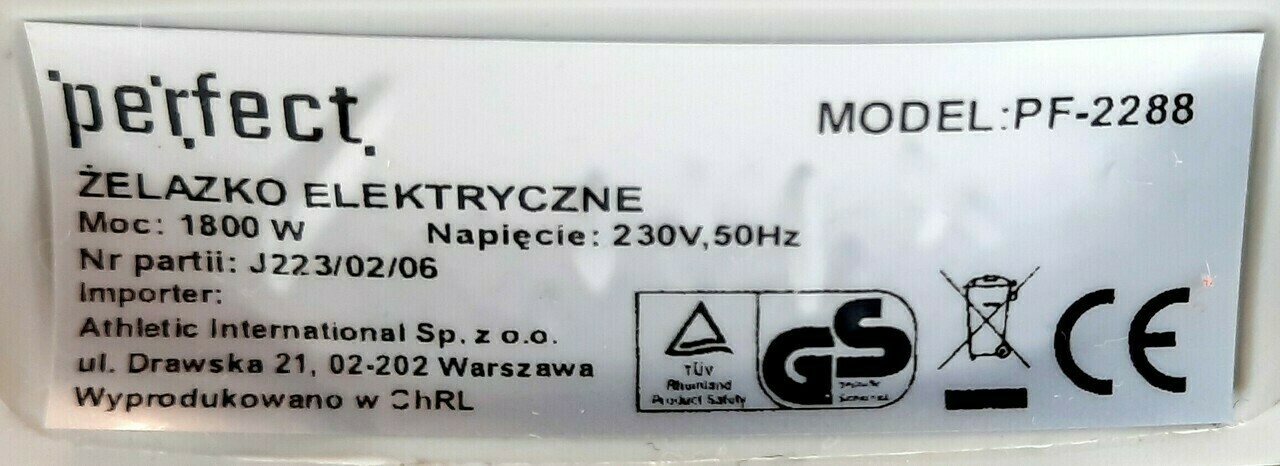 perfect
MODEL:PF-2288
ŻELAZKO ELEKTRYCZNE
Moc: 1800 W Napięcie: 230V,50Hz
Nr partii: J223/02/06
Importer:
Athletic International Sp. z o.o.
ul. Drawska 21, 02-202 Warszawa
Wyprodukowano w ChRL
TÜV
Rheinland
Product Safety
GS
CE